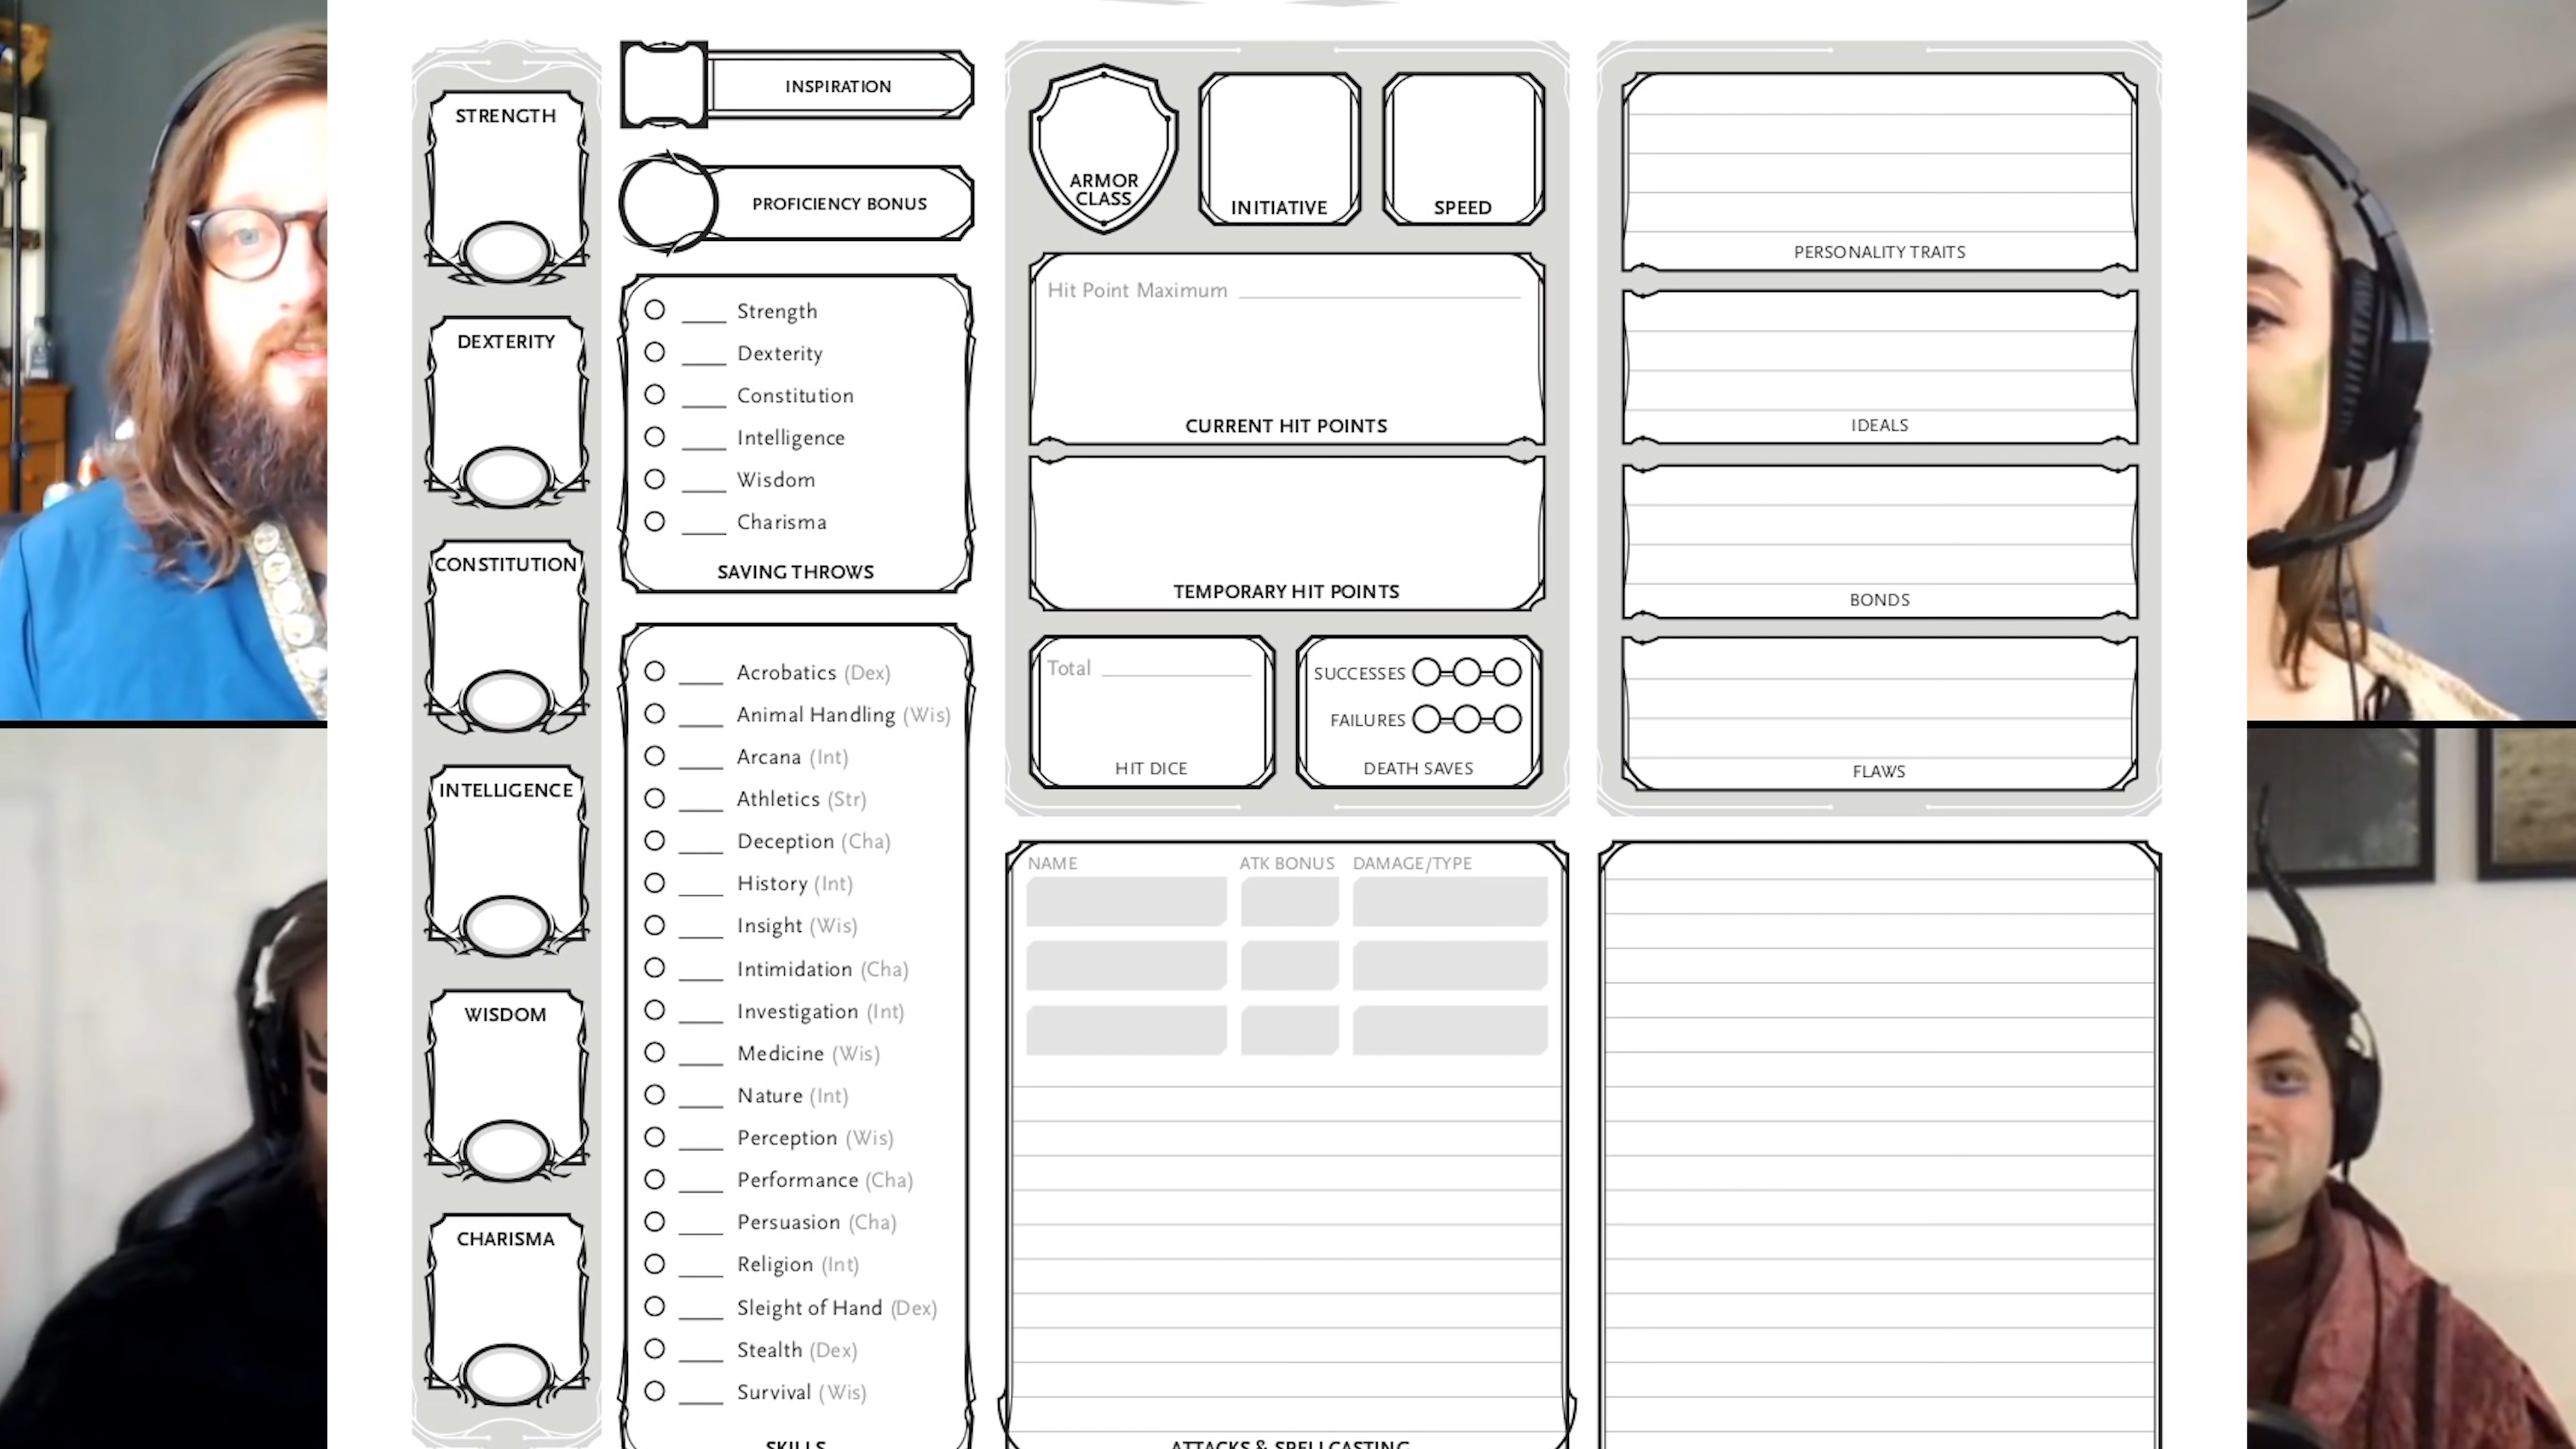 STRENGTH
DEXTERITY
CONSTITUTION
INTELLIGENCE
WISDOM
CHARISMA
INSPIRATION
PROFICIENCY BONUS
Strength
Dexterity
Constitution
Intelligence
Wisdom
Charisma
SAVING THROWS
Acrobatics (Dex)
Animal Handling (Wis)
Arcana (Int)
Athletics (Str)
Deception (Cha)
History (Int)
Insight (Wis)
Intimidation (Cha)
Investigation (Int)
Medicine (Wis)
Nature (Int)
Perception (Wis)
Performance (Cha)
Persuasion (Cha)
Religion (Int)
Sleight of Hand (Dex)
Stealth (Dex)
Survival (Wis)
SKILLS
ARMOR
CLASS
INITIATIVE
SPEED
Hit Point Maximum
CURRENT HIT POINTS
TEMPORARY HIT POINTS
Total
HIT DICE
SUCCESSES
FAILURES
DEATH SAVES
NAME ATK BONUS DAMAGE/TYPE
ATTACKS & SPELLCASTING
PERSONALITY TRAITS
IDEALS
BONDS
FLAWS